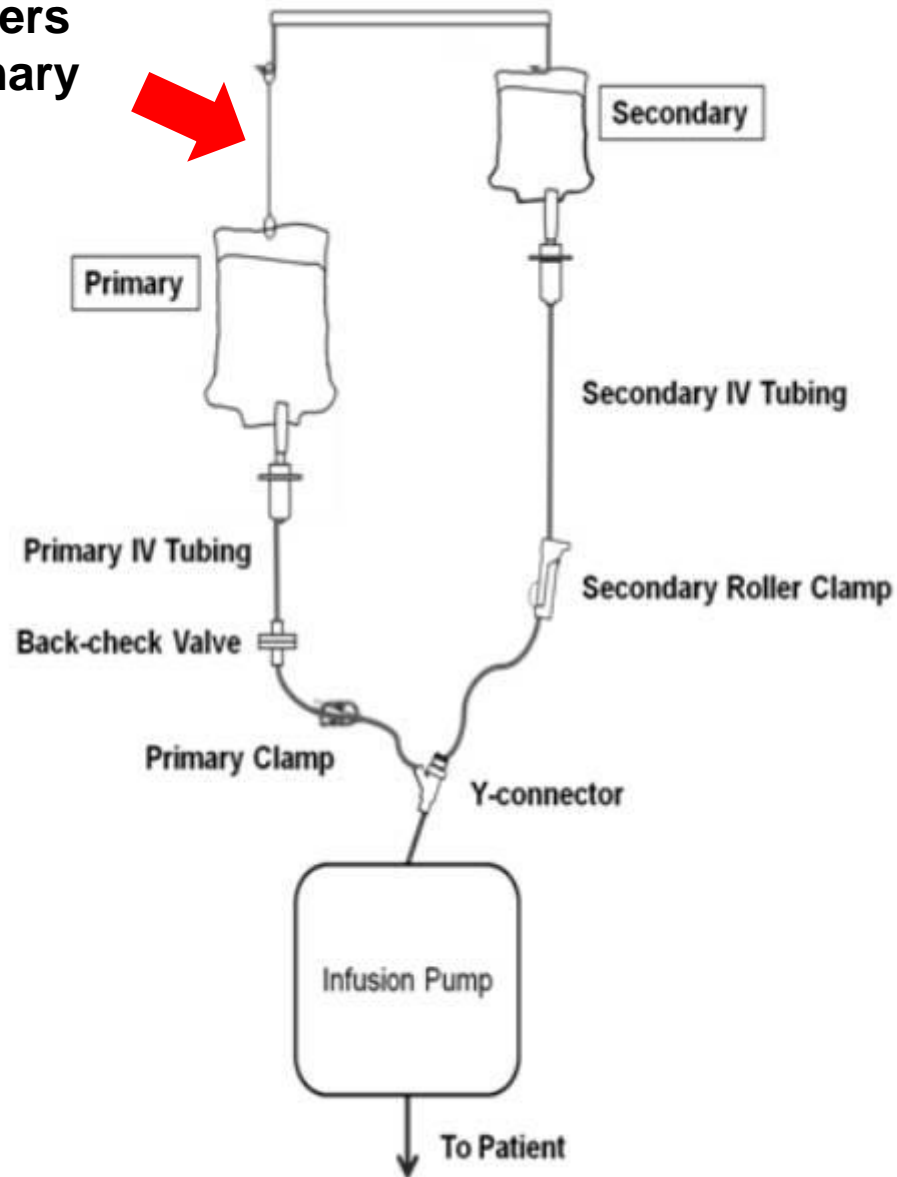 ers
nary
Secondary
Primary
Secondary IV Tubing
Primary IV Tubing
Secondary Roller Clamp
Back-check Valve
Primary Clamp
Y-connector
Infusion Pump
To Patient